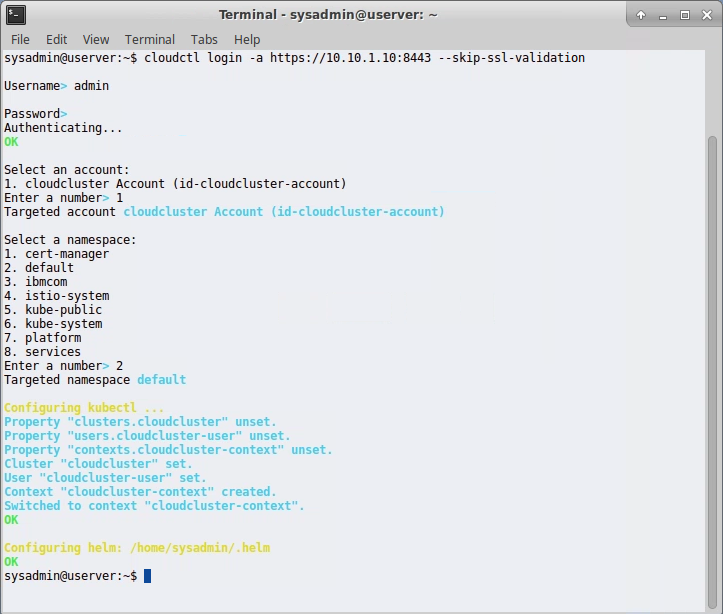 Terminal - sysadmin@userver: ~
File Edit View Terminal Tabs Help
sysadmin@userver:~$ cloudctl login -a https://10.10.1.10:8443 --skip-ssl-validation
Username> admin
Password>
Authenticating...
OK
Select an account:
1. cloudcluster Account (id-cloudcluster-account)
Enter a number> 1
Targeted account cloudcluster Account (id-cloudcluster-account)
Select a namespace:
1. cert-manager
2. default
3. ibmcom
4. istio-system
5. kube-public
6. kube-system
7. platform
8. services
Enter a number> 2
Targeted namespace default
Configuring kubectl ...
Property "clusters.cloudcluster" unset.
Property "users.cloudcluster-user" unset.
Property "contexts.cloudcluster-context" unset.
Cluster "cloudcluster" set.
User "cloudcluster-user" set.
Context "cloudcluster-context" created.
Switched to context "cloudcluster-context".
OK
Configuring helm: /home/sysadmin/.helm
OK
sysadmin@userver:~$